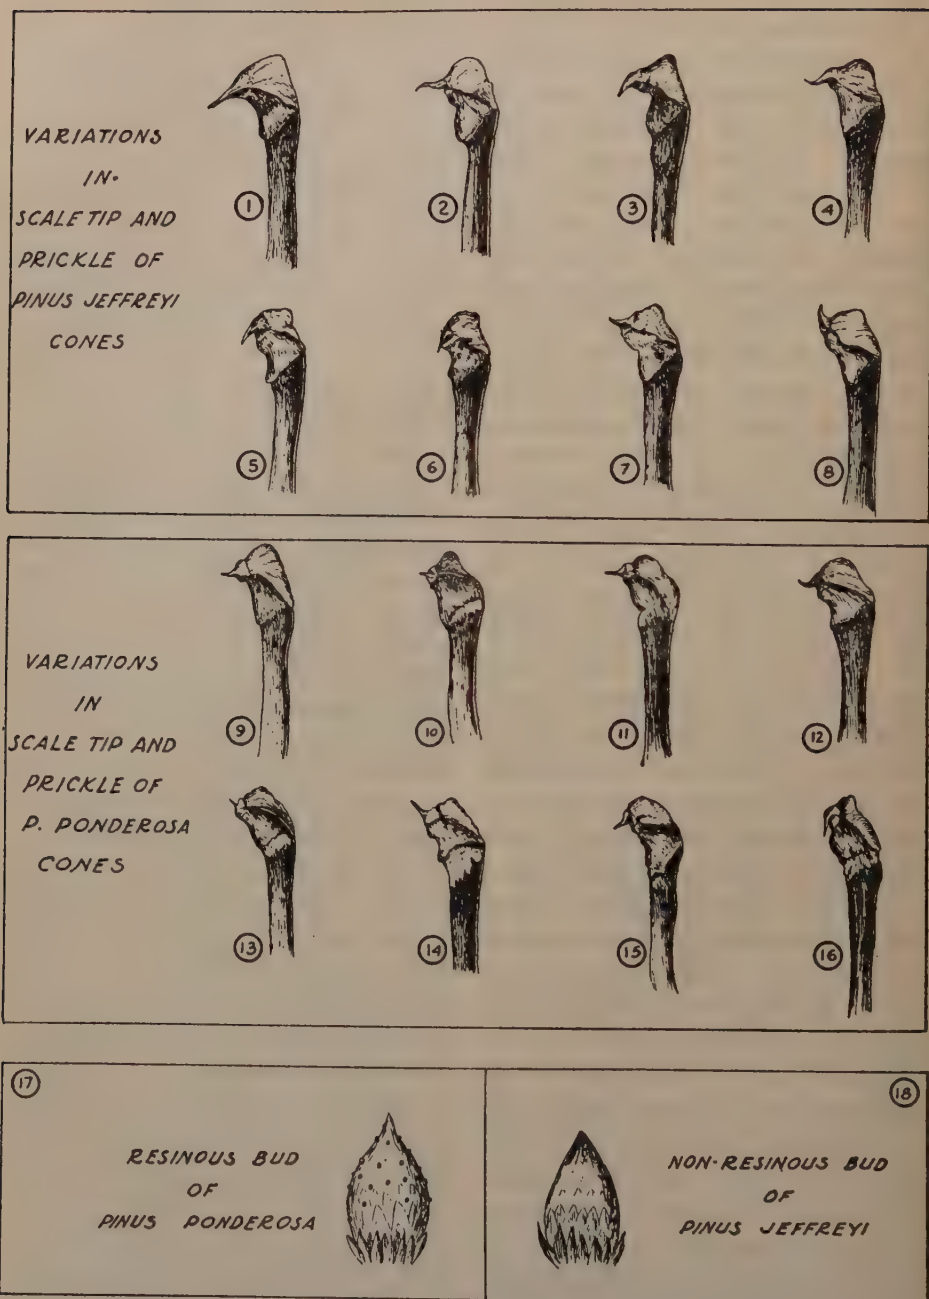 VARIATIONS
IN.
SCALE TIP AND
PRICKLE OF
PINUS JEFFREYI
CONES
1
2
3
4
5
6
7
8
VARIATIONS
IN
SCALE TIP AND
PRICKLE OF
P. PONDEROSA
CONES
9
10
11
12
13
14
15
16
17
RESINOUS BUD
OF
PINUS PONDEROSA
18
NON-RESINOUS BUD
OF
PINUS JEFFREYI